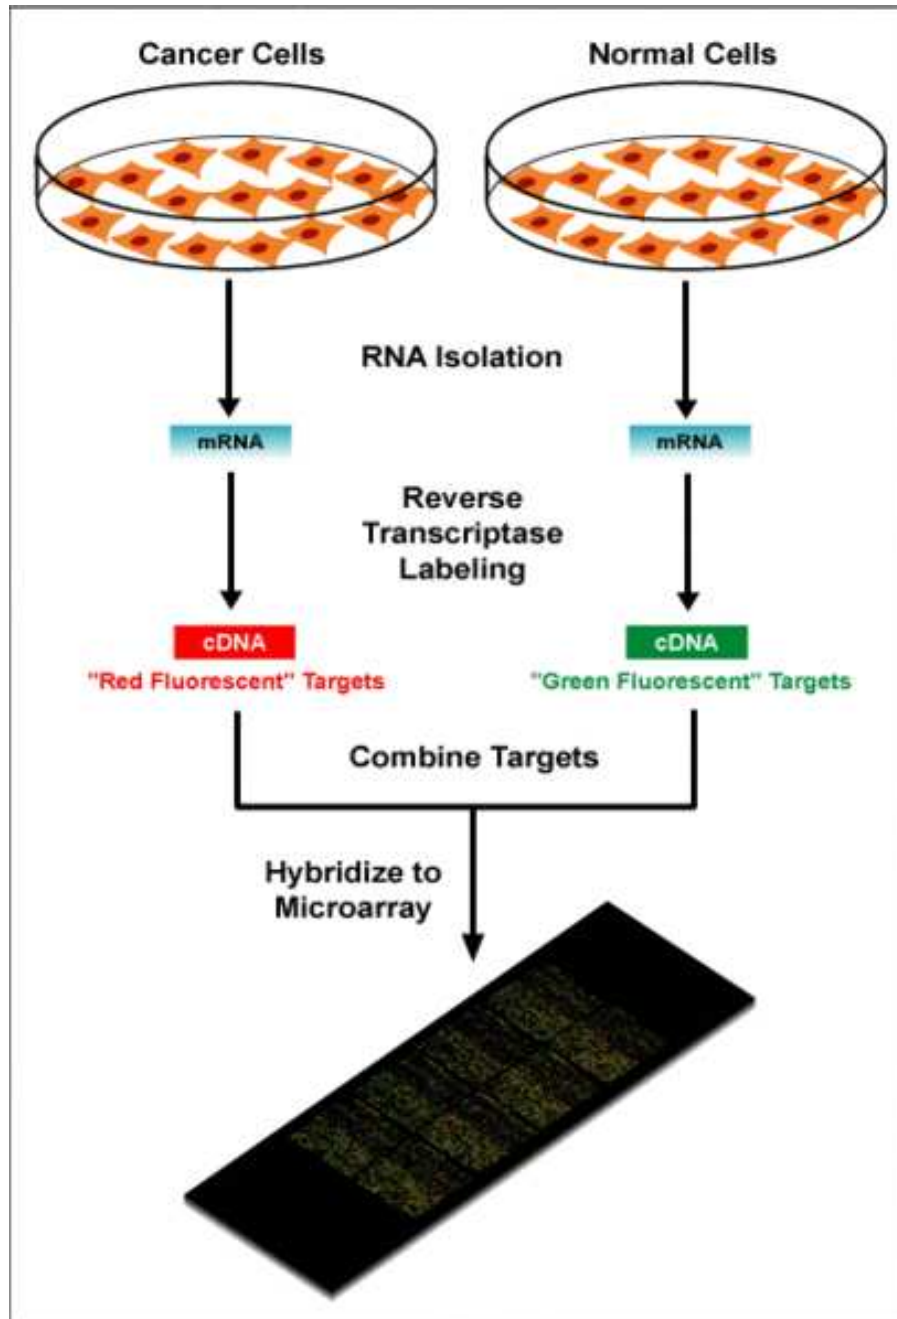 Cancer Cells
Normal Cells
RNA Isolation
mRNA
mRNA
Reverse
Transcriptase
Labeling
cDNA
cDNA
"Red Fluorescent" Targets
"Green Fluorescent" Targets
Combine Targets
Hybridize to
Microarray